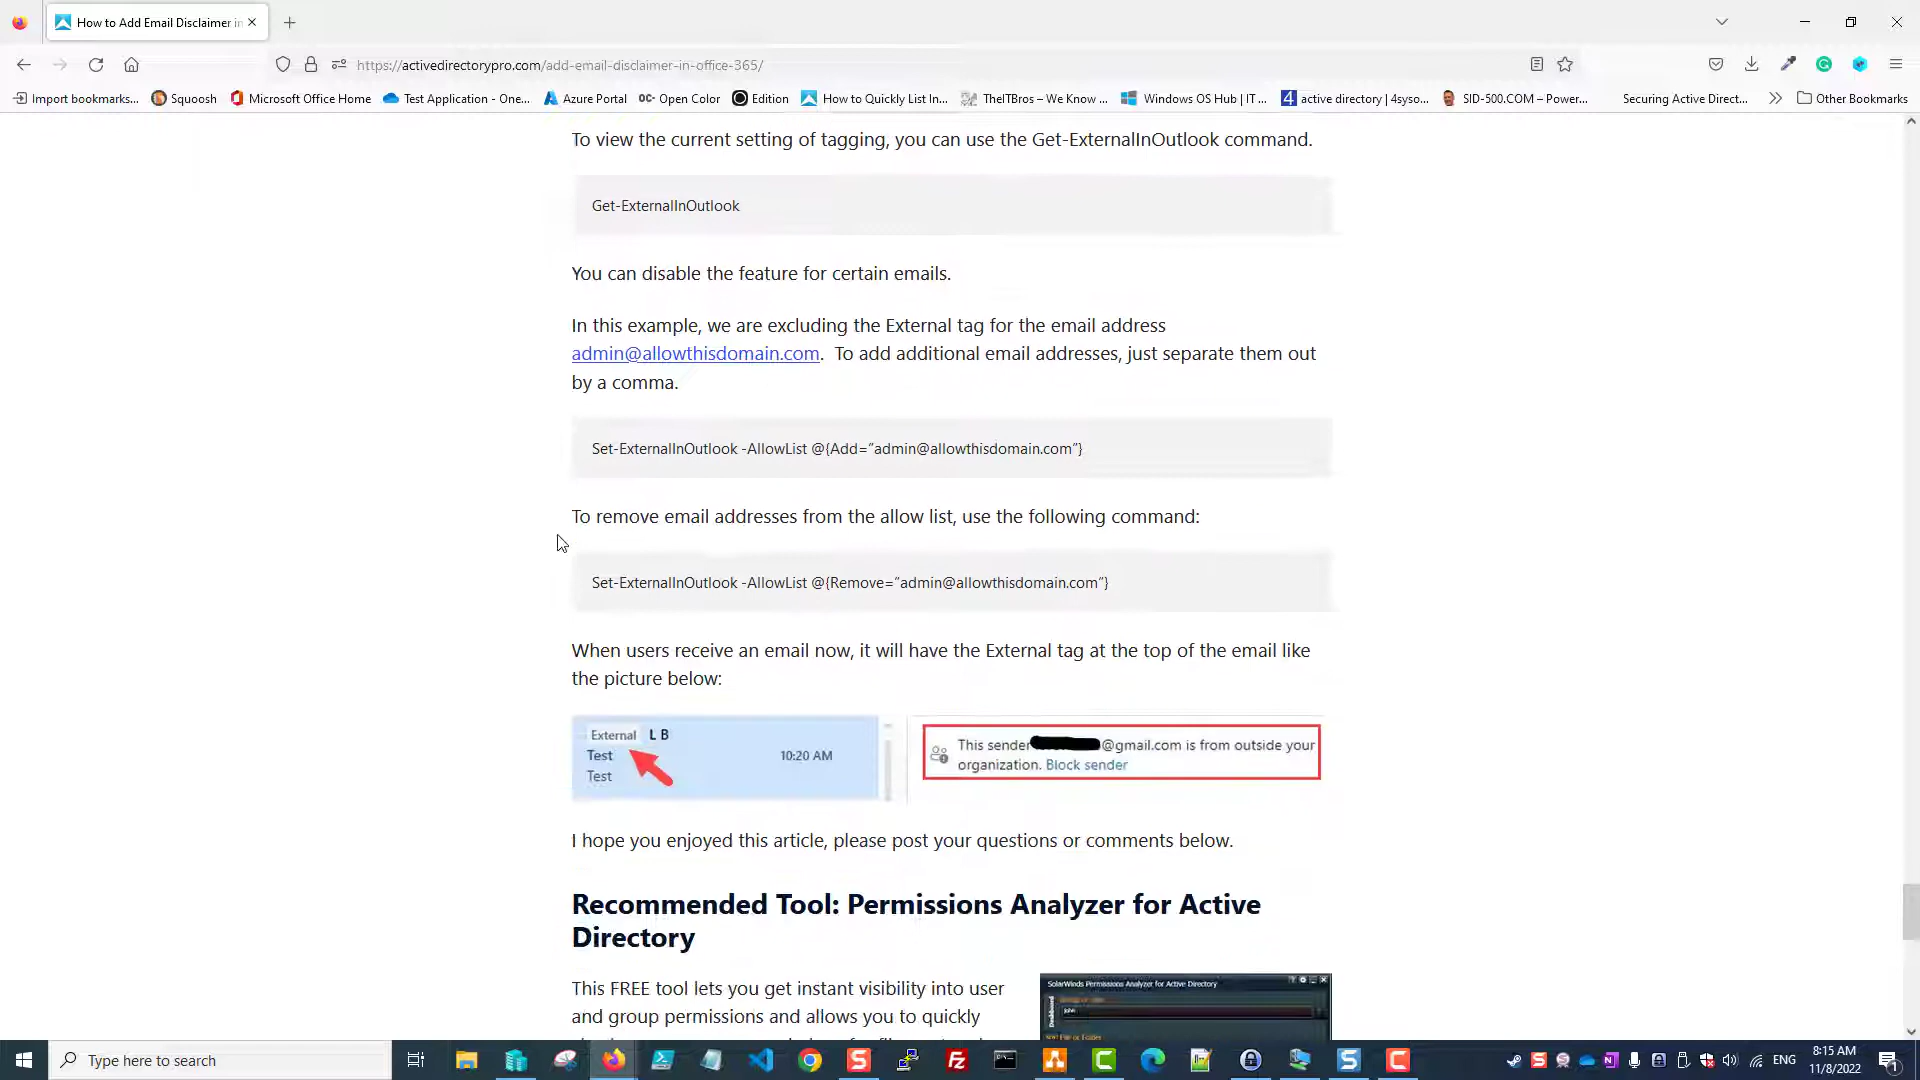 How to Add Email Disclaimer in
https://activedirectorypro.com/add-email-disclaimer-in-office-365/
Import bookmarks... Squoosh Microsoft Office Home Test Application - One... Azure Portal OC- Open Color Edition How to Quickly List In... TheITBros – We Know ... Windows OS Hub | IT ... 4 active directory | 4syso... SID-500.COM – Power... Securing Active Direct... Other Bookmarks
To view the current setting of tagging, you can use the Get-ExternalInOutlook command.
Get-ExternalInOutlook
You can disable the feature for certain emails.
In this example, we are excluding the External tag for the email address
admin@allowthisdomain.com. To add additional email addresses, just separate them out
by a comma.
Set-ExternalInOutlook -AllowList @{Add=”admin@allowthisdomain.com”}
To remove email addresses from the allow list, use the following command:
Set-ExternalInOutlook -AllowList @{Remove=”admin@allowthisdomain.com”}
When users receive an email now, it will have the External tag at the top of the email like
the picture below:
External L B
Test 10:20 AM
Test
This sender @gmail.com is from outside your
organization. Block sender
I hope you enjoyed this article, please post your questions or comments below.
Recommended Tool: Permissions Analyzer for Active
Directory
This FREE tool lets you get instant visibility into user
and group permissions and allows you to quickly
SolarWinds Permissions Analyzer for Active Directory
Dashboard
john
Type here to search
ENG
8:15 AM
11/8/2022
1